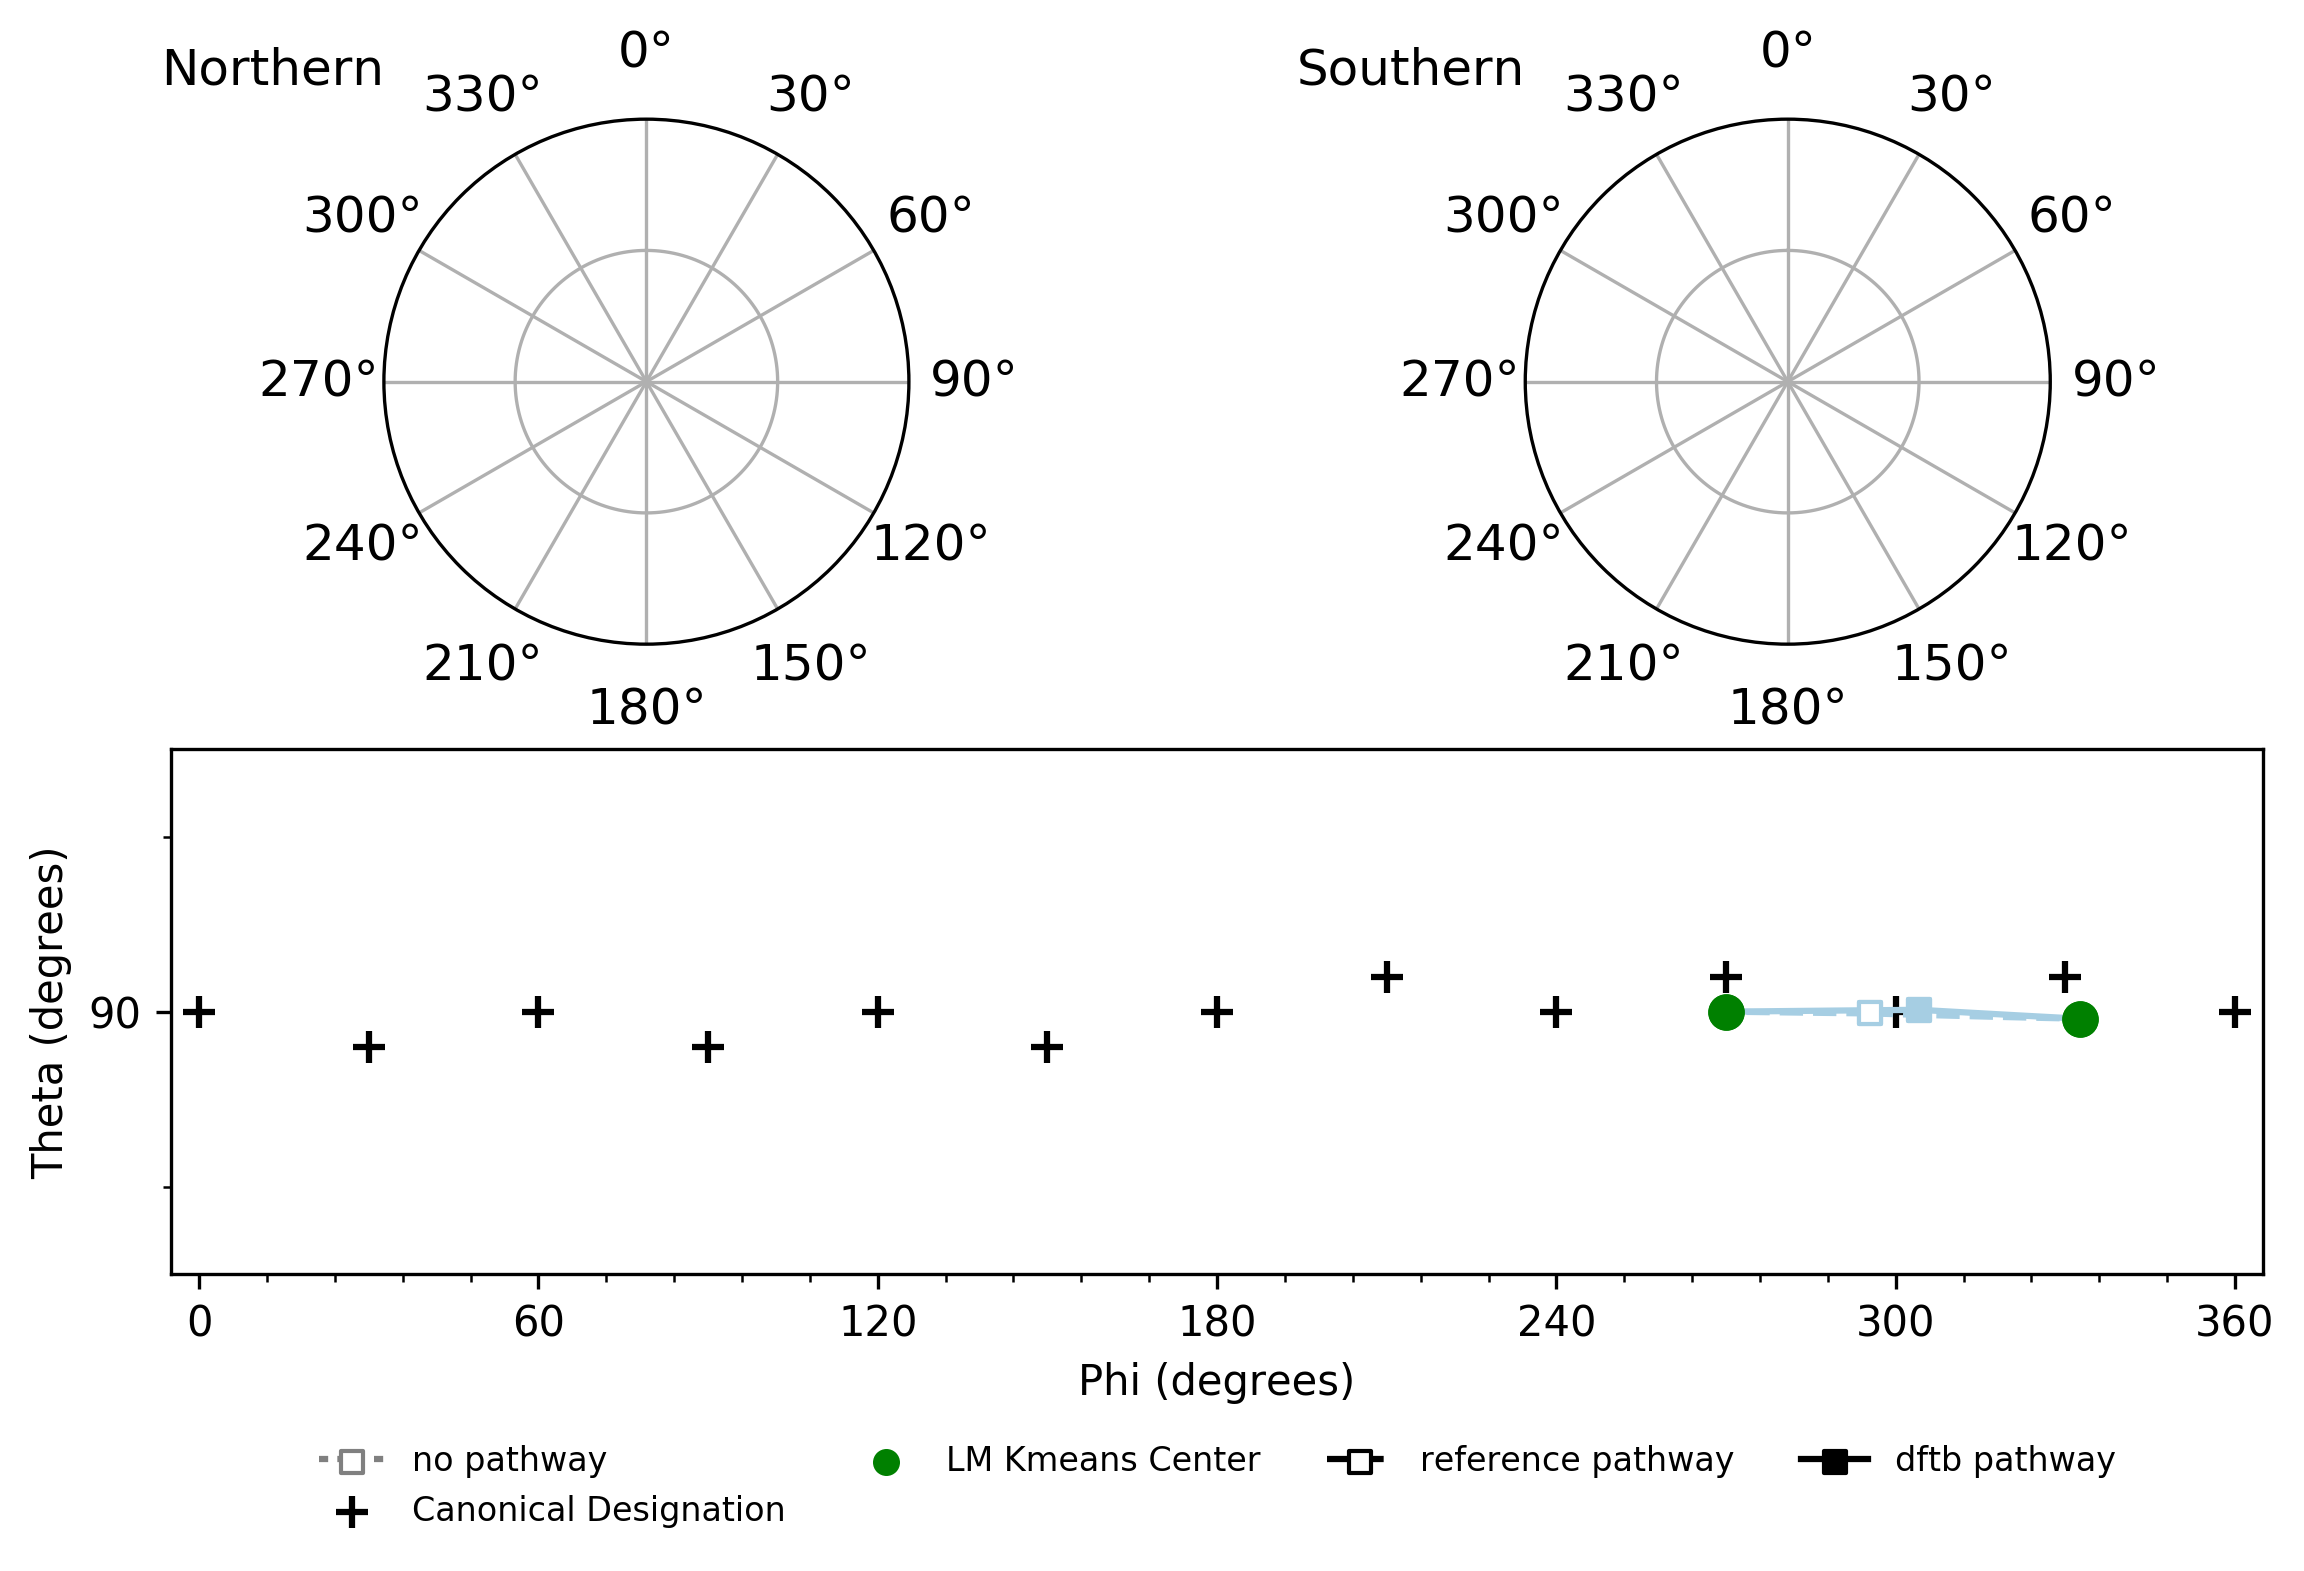 Northern
0°
30°
60°
90°
120°
150°
180°
210°
240°
270°
300°
330°
Southern
0°
30°
60°
90°
120°
150°
180°
210°
240°
270°
300°
330°
Theta (degrees)
90
0 60 120 180 240 300 360
Phi (degrees)
no pathway
Canonical Designation
LM Kmeans Center
reference pathway
dftb pathway